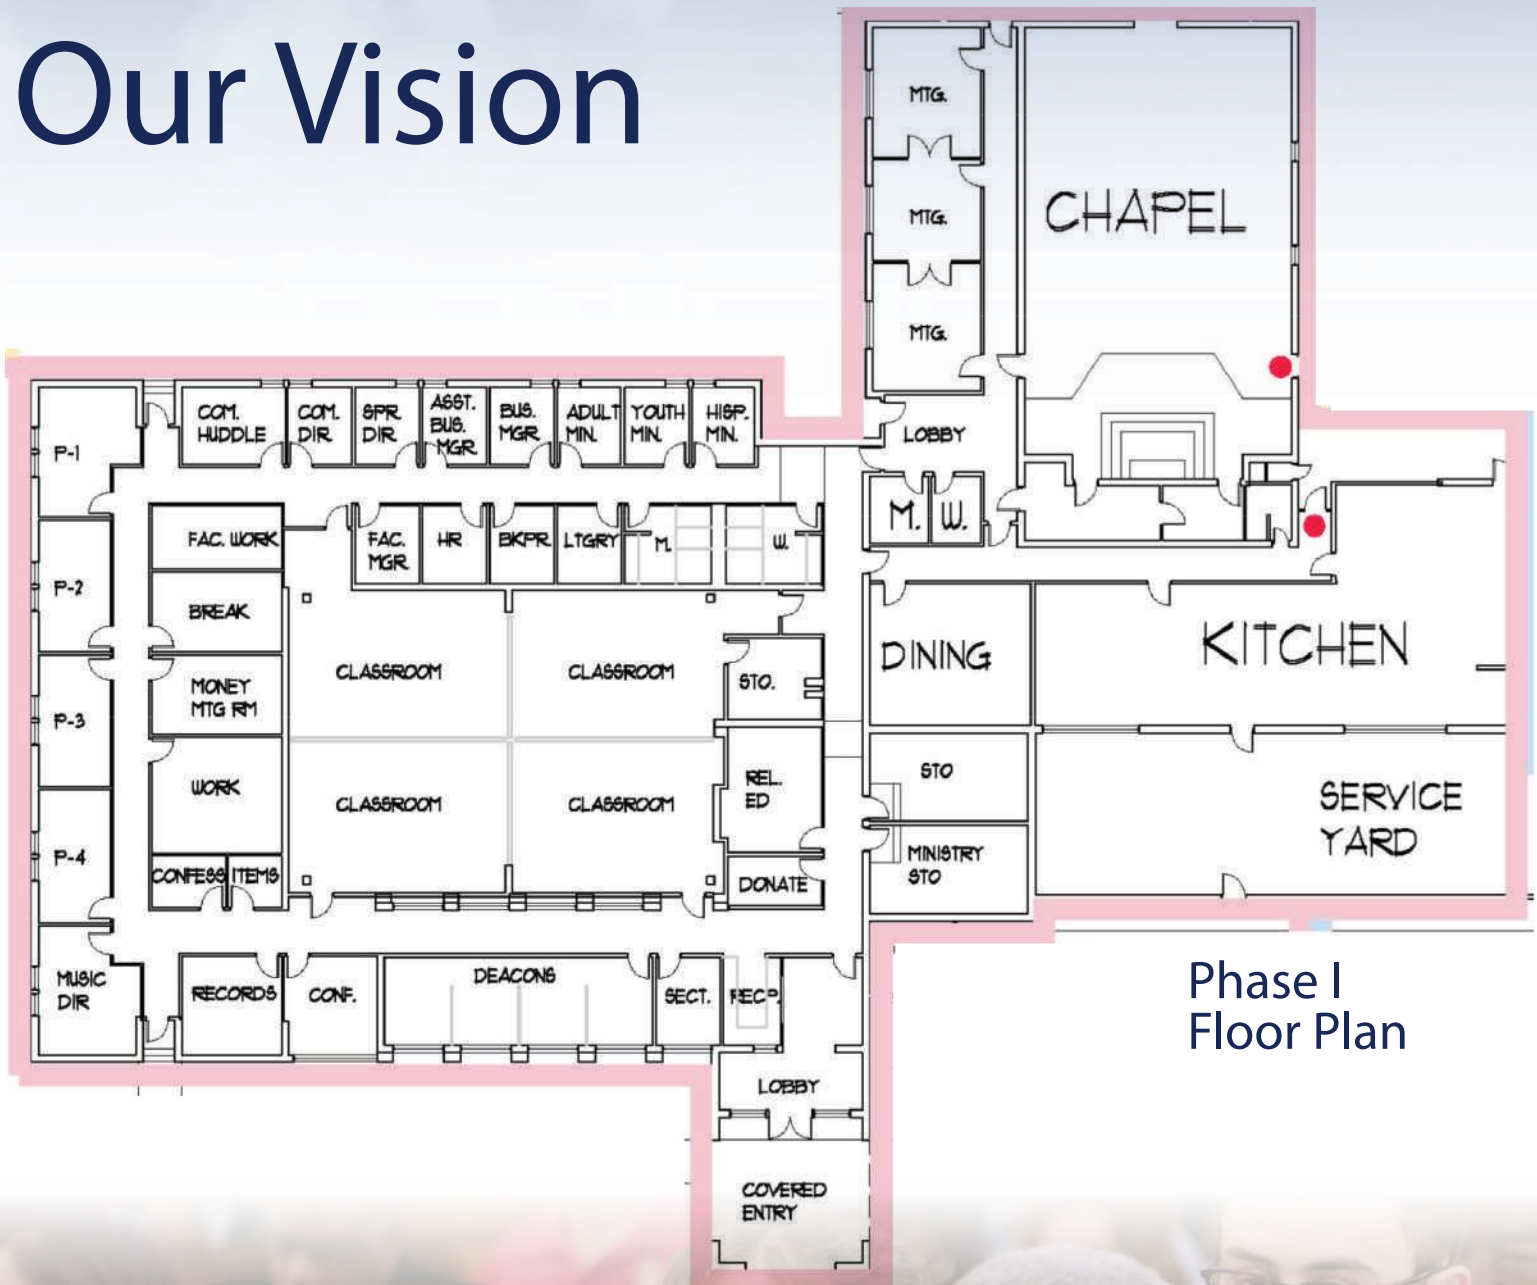 Our Vision
MTG.
MTG.
MTG.
CHAPEL
LOBBY
M.
W.
P-1
COM.
HUDDLE
COM.
DIR.
SPR.
DIR.
ASST.
BUS.
MGR.
BUS.
MGR.
ADULT
MIN.
YOUTH
MIN.
HISP.
MIN.
FAC. WORK
FAC.
MGR
HR
BKPR.
LTGRY
M.
W.
P-2
BREAK
CLASSROOM
CLASSROOM
STO.
DINING
KITCHEN
P-3
MONEY
MTG RM
WORK
CLASSROOM
CLASSROOM
REL.
ED
STO
SERVICE
YARD
P-4
CONFESS
ITEMS
DONATE
MINISTRY
STO
MUSIC
DIR
RECORDS
CONF.
DEACONS
SECT.
RECP.
LOBBY
COVERED
ENTRY
Phase I
Floor Plan